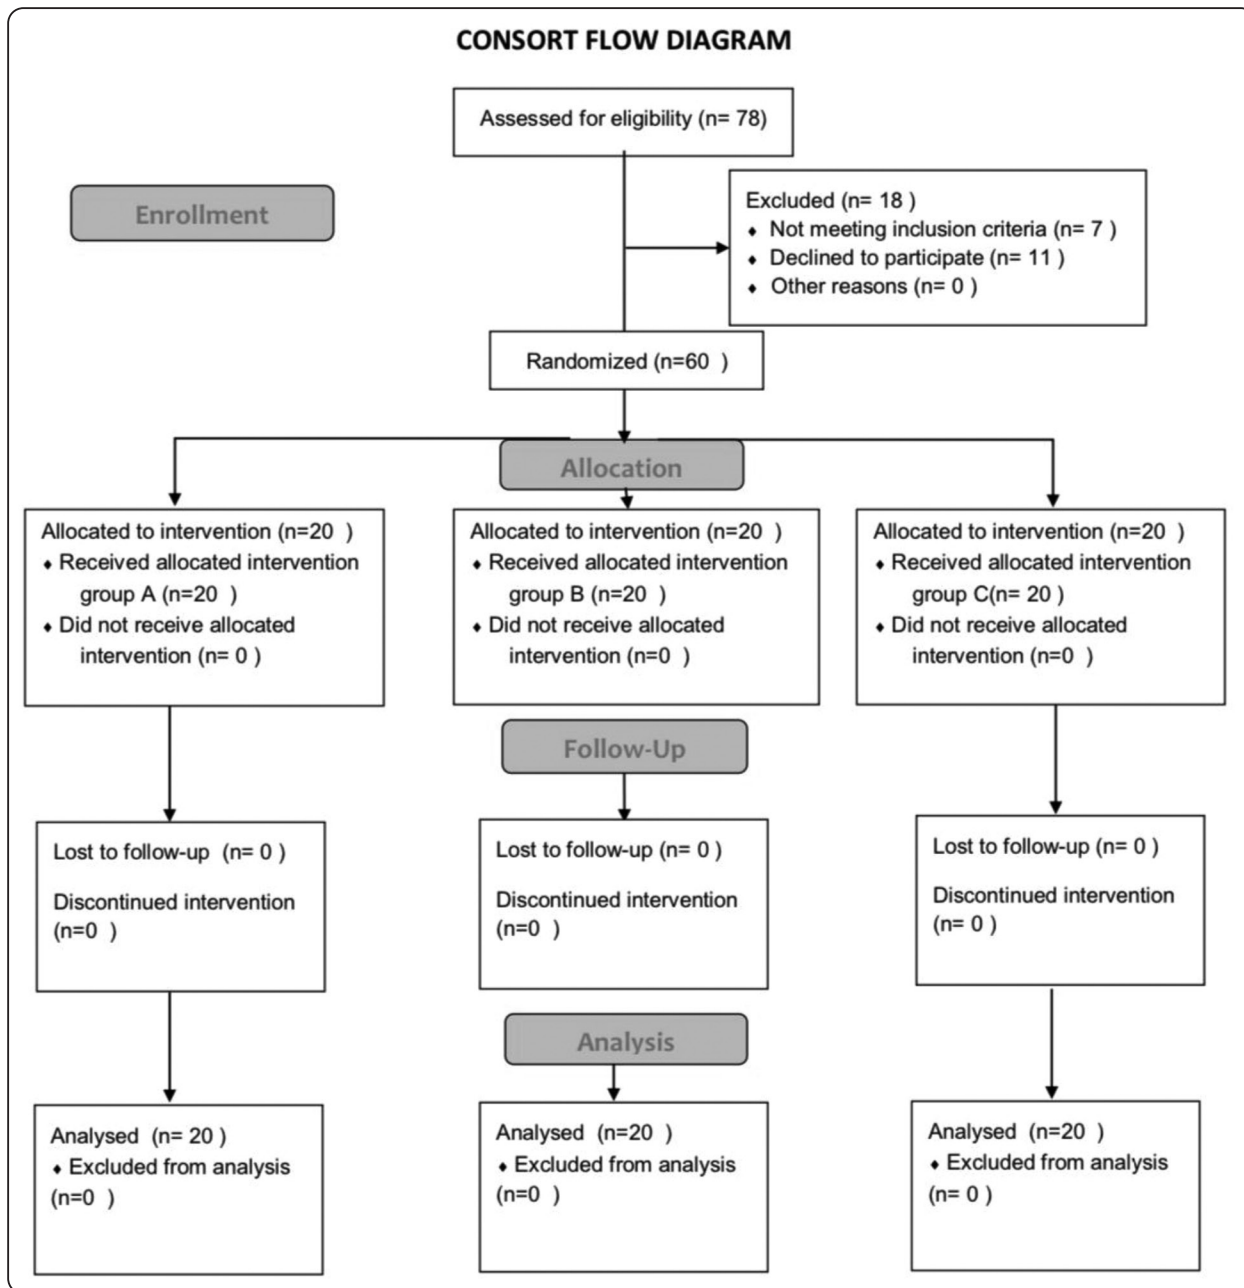 CONSORT FLOW DIAGRAM
Assessed for eligibility (n= 78)
Enrollment
Excluded (n= 18 )
♦ Not meeting inclusion criteria (n= 7 )
♦ Declined to participate (n= 11 )
♦ Other reasons (n= 0 )
Randomized (n=60 )
Allocation
Allocated to intervention (n=20 )
♦ Received allocated intervention
group A (n=20 )
♦ Did not receive allocated
intervention (n= 0 )
Allocated to intervention (n=20 )
♦ Received allocated intervention
group B (n=20 )
♦ Did not receive allocated
intervention (n=0 )
Allocated to intervention (n=20 )
♦ Received allocated intervention
group C(n= 20 )
♦ Did not receive allocated
intervention (n=0 )
Follow-Up
Lost to follow-up (n= 0 )
Discontinued intervention
(n=0 )
Lost to follow-up (n= 0 )
Discontinued intervention
(n=0 )
Lost to follow-up (n= 0 )
Discontinued intervention
(n= 0 )
Analysis
Analysed (n= 20 )
♦ Excluded from analysis
(n=0 )
Analysed (n=20 )
♦ Excluded from analysis
(n=0 )
Analysed (n=20 )
♦ Excluded from analysis
(n= 0 )